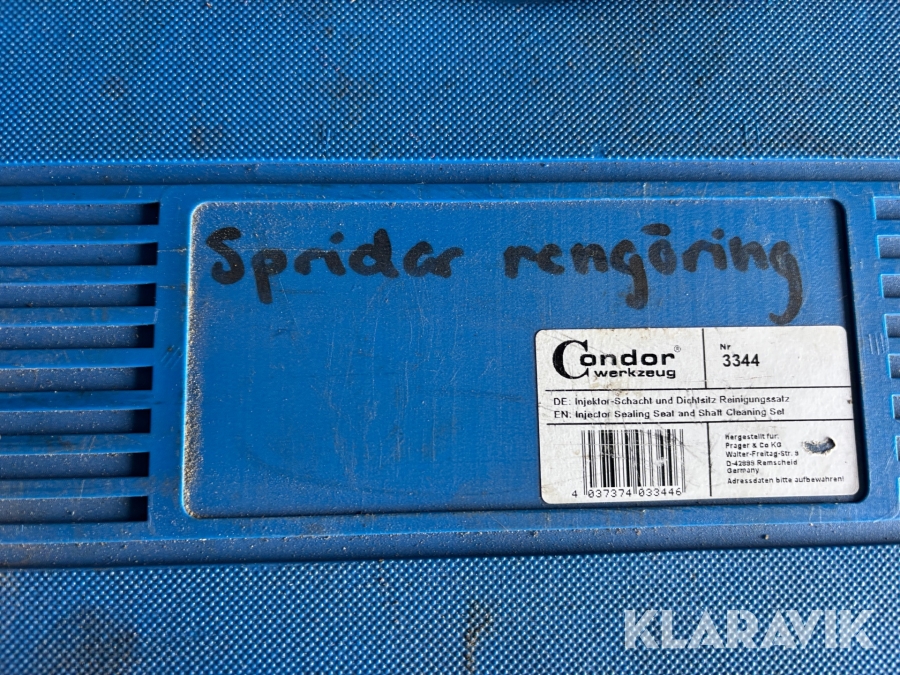 Spridar rengöring
Condor®
werkzeug
Nr
3344
DE: Injektor-Schacht und Dichtsitz Reinigungssatz
EN: Injector Sealing Seat and Shaft Cleaning Set
Hergestellt für:
Prager & Co KG
Walter-Freitag-Str. 9
D-42899 Remscheid
Germany
Adressdaten bitte aufbewahren!
4 037374 033446
KLARAVIK